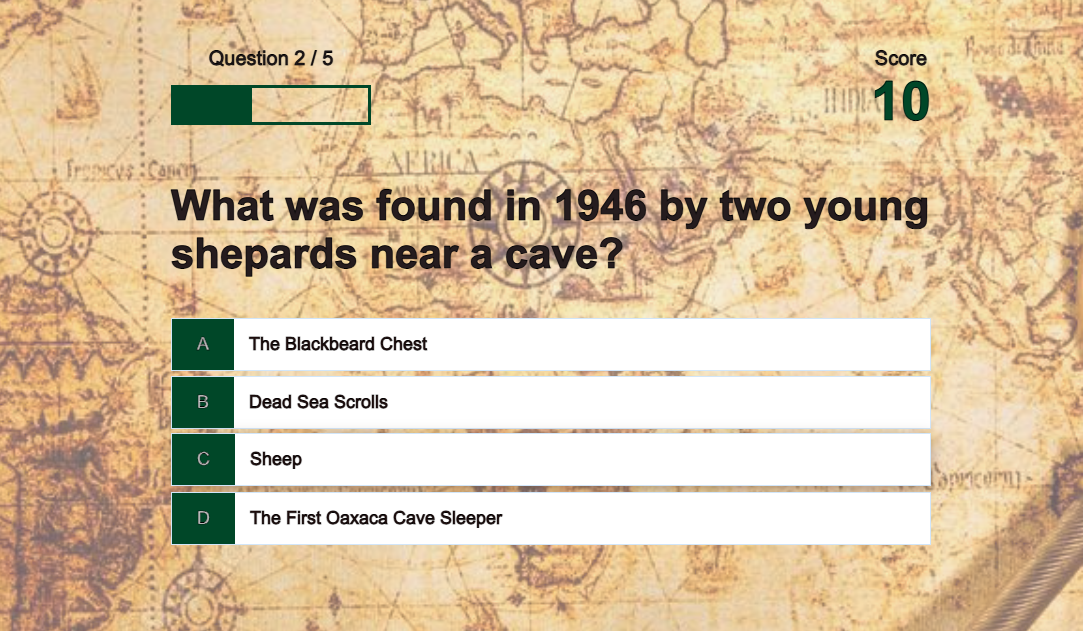 Question 2 / 5
Score
10
What was found in 1946 by two young
shepards near a cave?
A The Blackbeard Chest
B Dead Sea Scrolls
C Sheep
D The First Oaxaca Cave Sleeper
AFRICA